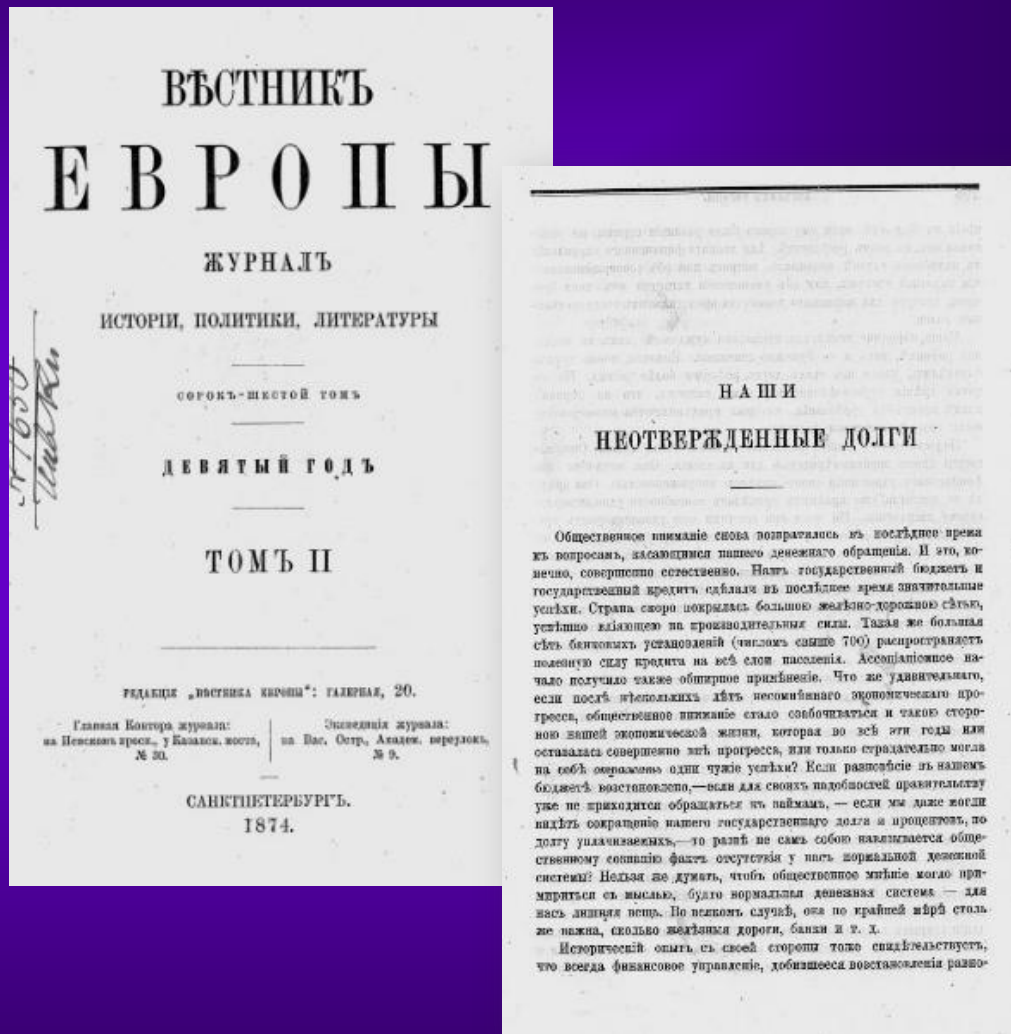 ВѢСТНИКЪ
ЕВРОПЫ
ЖУРНАЛЪ
ИСТОРІИ, ПОЛИТИКИ, ЛИТЕРАТУРЫ
СОРОКЪ-ШЕСТОЙ ТОМЪ
ДЕВЯТЫЙ ГОДЪ
ТОМЪ II
РЕДАКЦІЯ „ВѢСТНИКА ЕВРОПЫ“: ГАЛЕРНАЯ, 20.
Главная Контора журнала:
на Невскомъ просп., у Казанск. моста,
№ 30.
Экспедиція журнала:
на Вас. Остр., Академ. переулокъ,
№ 9.
САНКТПЕТЕРБУРГЪ.
1874.
НАШИ
НЕОТВЕРЖДЕННЫЕ ДОЛГИ
Общественное вниманіе снова возвратилось въ послѣднее время
къ вопросамъ, касающимся нашего денежнаго обращенія. И это, ко-
нечно, совершенно естественно. Нашъ государственный бюджетъ и
государственный кредитъ сдѣлали въ послѣднее время значительные
успѣхи. Страна скоро покрылась большою желѣзно-дорожною сѣтью,
успѣшно вліяющею на производительныя силы. Такая же большая
сѣть банковыхъ установленій (числомъ свыше 700) распространяетъ
полезную силу кредита на всѣ слои населенія. Ассоціаціонное на-
чало получило также обширное примѣненіе. Что же удивительнаго,
если послѣ нѣсколькихъ лѣтъ несомнѣннаго экономическаго про-
гресса, общественное вниманіе стало озабочиваться и такою сторо-
ною нашей экономической жизни, которая во всѣ эти годы или
оставалась совершенно внѣ прогресса, или только страдательно могла
на себѣ отражать одни чужіе успѣхи? Если равновѣсіе въ нашемъ
бюджетѣ возстановлено,—если для своихъ надобностей правительству
уже не приходится обращаться къ займамъ, — если мы даже могли
видѣть сокращеніе нашего государственнаго долга и процентовъ, по
долгу уплачиваемыхъ,—то развѣ не самъ собою навязывается обще-
ственному сознанію фактъ отсутствія у насъ нормальной денежной
системы? Нельзя же думать, чтобъ общественное мнѣніе могло при-
мириться съ мыслью, будто нормальная денежная система — для
насъ лишняя вещь. Во всякомъ случаѣ, она по крайней мѣрѣ столь
же важна, сколько желѣзныя дороги, банки и т. д.
Историческій опытъ съ своей стороны тоже свидѣтельствуетъ,
что всегда финансовое управленіе, добившееся возстановленія равно-